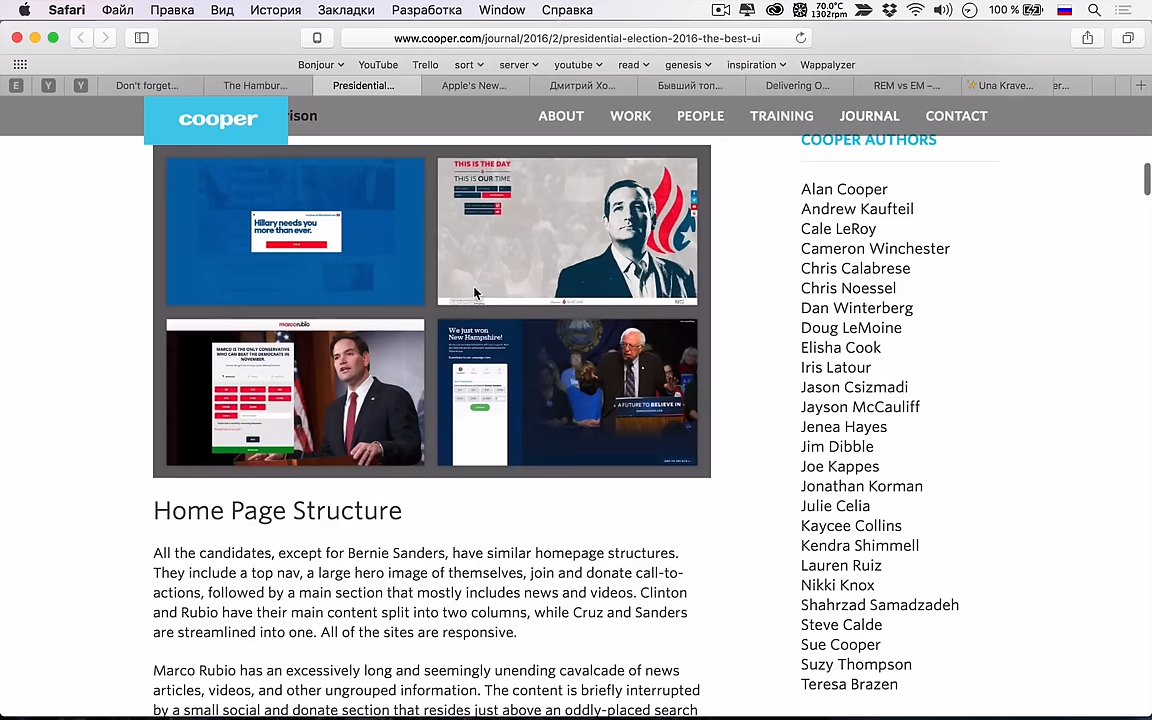 Safari Файл Правка Вид История Закладки Разработка Window Справка 70.0°C 1302rpm 100 %
www.cooper.com/journal/2016/2/presidential-election-2016-the-best-ui
Bonjour YouTube Trello sort server youtube read genesis inspiration Wappalyzer
E Y Y Don't forget... The Hambur... Presidential... Apple's New... Дмитрий Хо... Бывший топ... Delivering O... REM vs EM –... Una Krave... er...
cooper ison ABOUT WORK PEOPLE TRAINING JOURNAL CONTACT
COOPER AUTHORS
Hillary needs you
more than ever.
THIS IS THE DAY
THIS IS OUR TIME
marcorubio
MARCO IS THE ONLY CONSERVATIVE
WHO CAN BEAT THE DEMOCRATS IN
NOVEMBER.
We just won
New Hampshire!
A FUTURE TO BELIEVE IN
Home Page Structure
All the candidates, except for Bernie Sanders, have similar homepage structures.
They include a top nav, a large hero image of themselves, join and donate call-to-
actions, followed by a main section that mostly includes news and videos. Clinton
and Rubio have their main content split into two columns, while Cruz and Sanders
are streamlined into one. All of the sites are responsive.
Marco Rubio has an excessively long and seemingly unending cavalcade of news
articles, videos, and other ungrouped information. The content is briefly interrupted
by a small social and donate section that resides just above an oddly-placed search
Alan Cooper
Andrew Kaufteil
Cale LeRoy
Cameron Winchester
Chris Calabrese
Chris Noessel
Dan Winterberg
Doug LeMoine
Elisha Cook
Iris Latour
Jason Csizmadi
Jayson McCauliff
Jenea Hayes
Jim Dibble
Joe Kappes
Jonathan Korman
Julie Celia
Kaycee Collins
Kendra Shimmell
Lauren Ruiz
Nikki Knox
Shahrzad Samadzadeh
Steve Calde
Sue Cooper
Suzy Thompson
Teresa Brazen